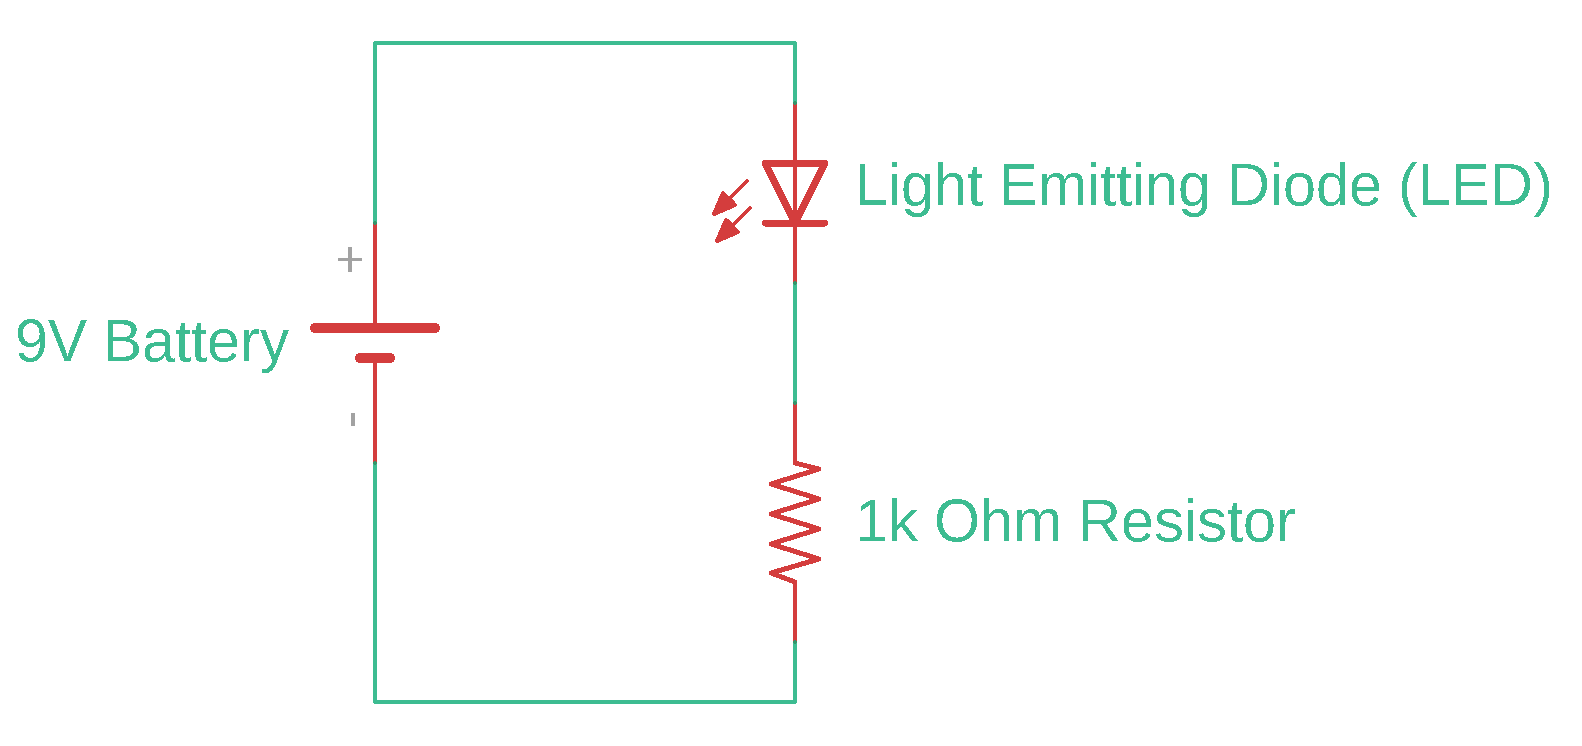 Light Emitting Diode (LED)
+
9V Battery
-
1k Ohm Resistor